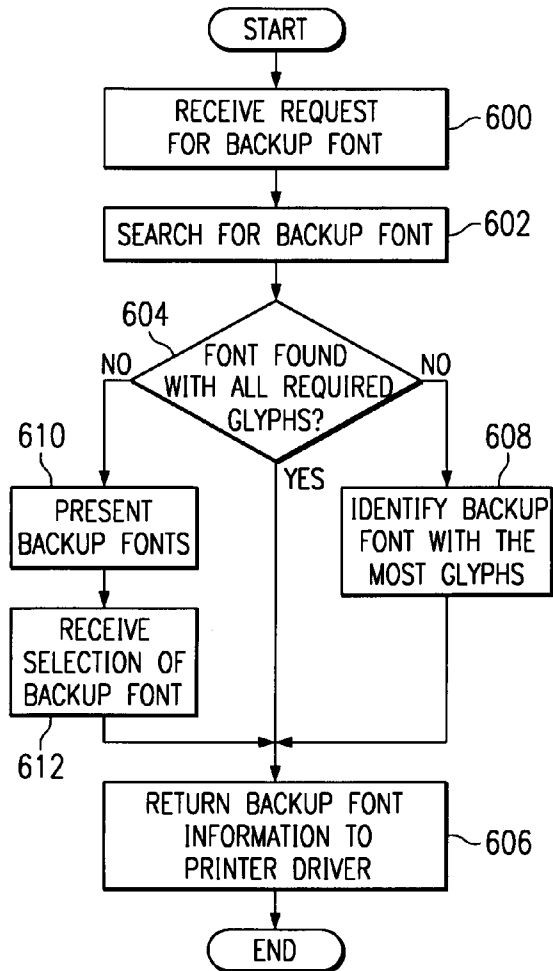 START
RECEIVE REQUEST
FOR BACKUP FONT
600
SEARCH FOR BACKUP FONT
602
604
FONT FOUND
WITH ALL REQUIRED
GLYPHS?
NO
NO
YES
610
PRESENT
BACKUP FONTS
608
IDENTIFY BACKUP
FONT WITH THE
MOST GLYPHS
RECEIVE
SELECTION OF
BACKUP FONT
612
RETURN BACKUP FONT
INFORMATION TO
PRINTER DRIVER
606
END